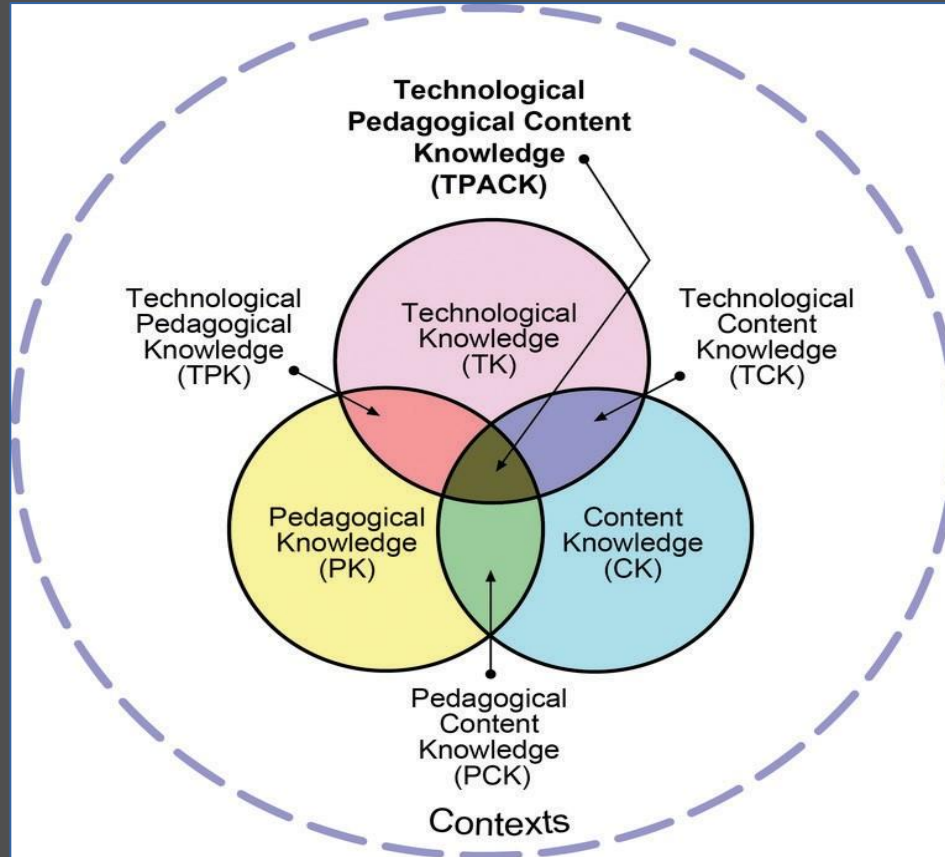 Technological
Pedagogical Content
Knowledge
(TPACK)
Technological
Pedagogical
Knowledge
(TPK)
Technological
Knowledge
(TK)
Technological
Content
Knowledge
(TCK)
Pedagogical
Knowledge
(PK)
Content
Knowledge
(CK)
Pedagogical
Content
Knowledge
(PCK)
Contexts